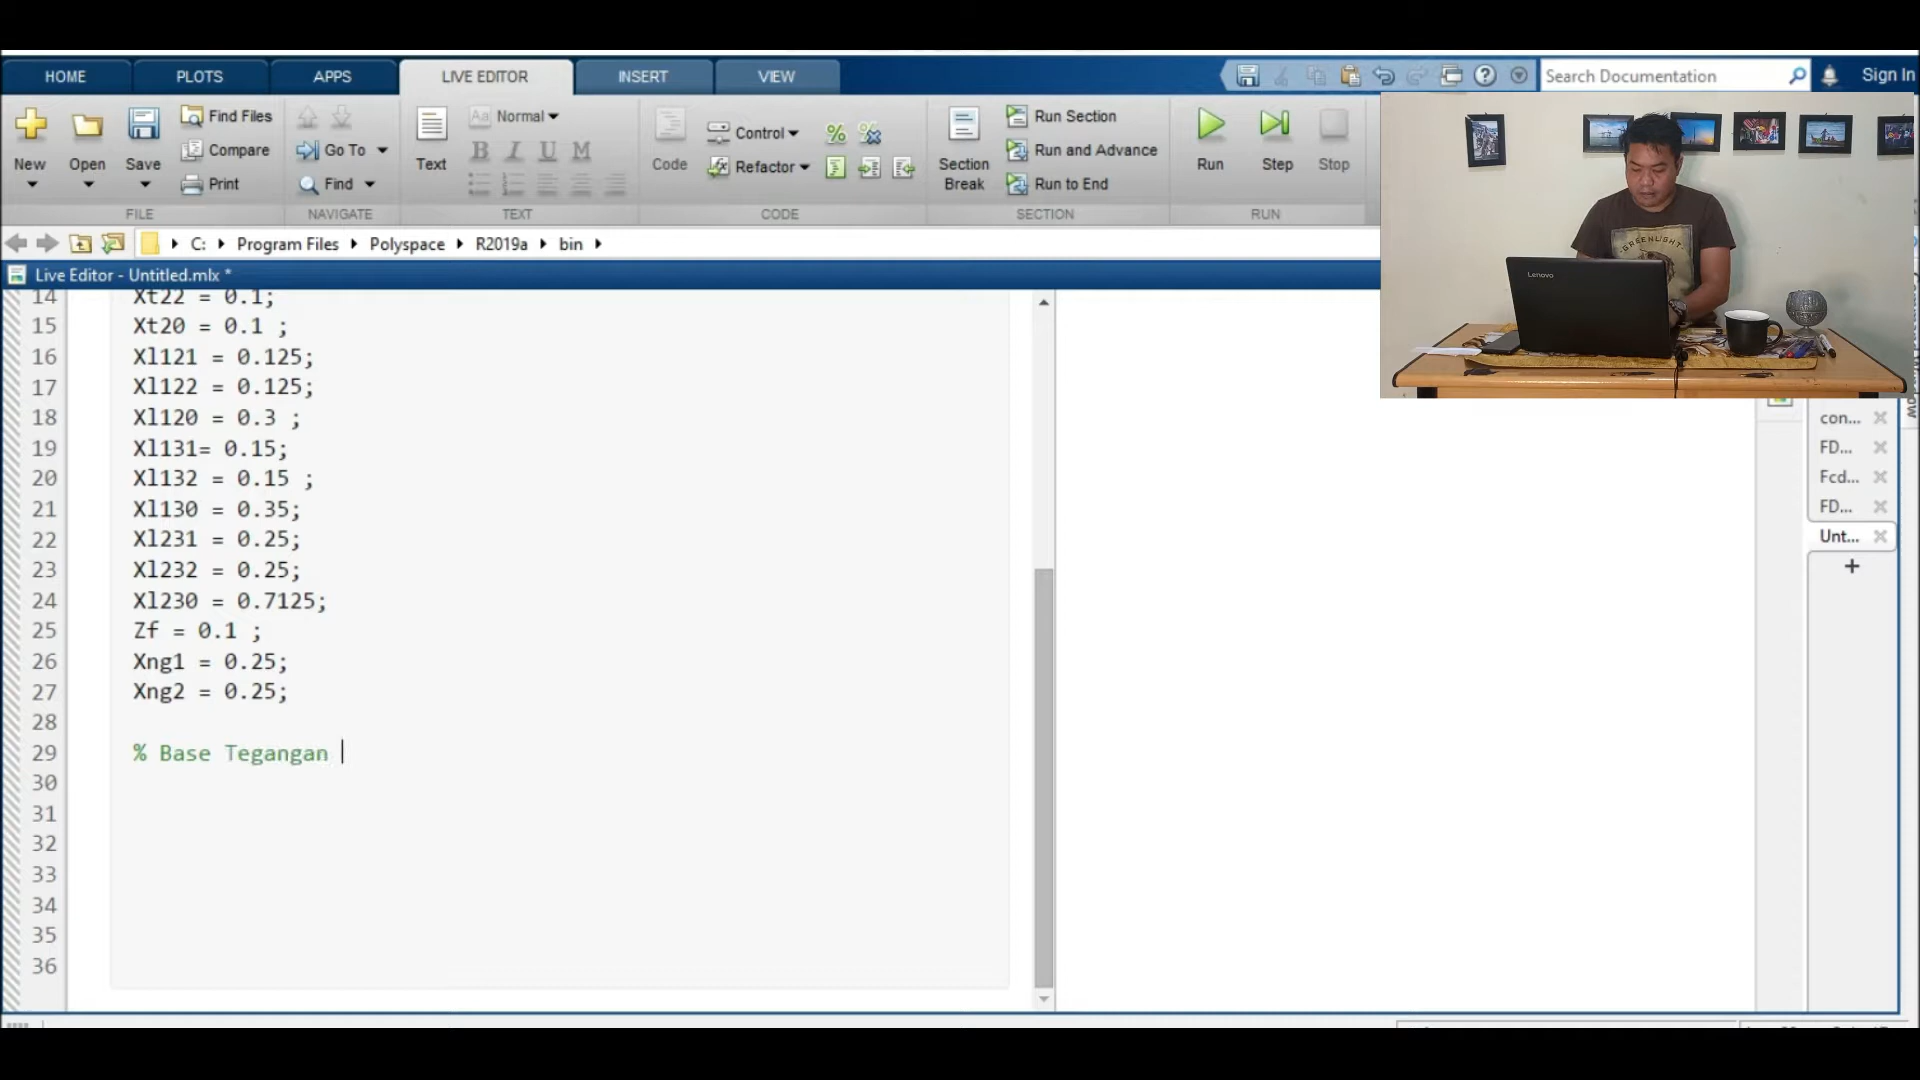 HOME PLOTS APPS LIVE EDITOR INSERT VIEW Search Documentation Sign In
New Open Save Find Files Compare Print
Go To Find
Text Aa Normal B I U M
Code Control Refactor
Section Break Run Section Run and Advance Run to End
Run Step Stop
FILE NAVIGATE TEXT CODE SECTION RUN
C: Program Files Polyspace R2019a bin
Live Editor - Untitled.mlx *
14 Xt22 = 0.1;
15 Xt20 = 0.1 ;
16 Xl121 = 0.125;
17 Xl122 = 0.125;
18 Xl120 = 0.3 ;
19 Xl131= 0.15;
20 Xl132 = 0.15 ;
21 Xl130 = 0.35;
22 Xl231 = 0.25;
23 Xl232 = 0.25;
24 Xl230 = 0.7125;
25 Zf = 0.1 ;
26 Xng1 = 0.25;
27 Xng2 = 0.25;
28
29 % Base Tegangan
30
31
32
33
34
35
36
con...
FD...
Fcd...
FD...
Unt...
+
GREENLIGHT
Lenovo